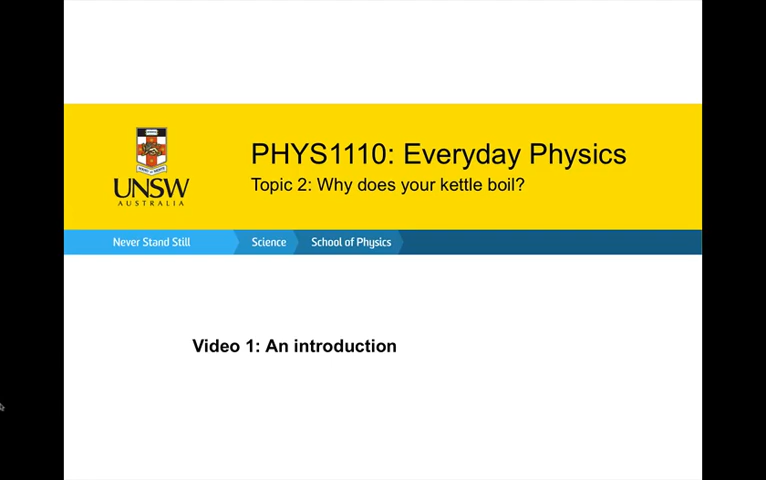 PHYS1110: Everyday Physics
Topic 2: Why does your kettle boil?
UNSW
AUSTRALIA
Never Stand Still
Science
School of Physics
Video 1: An introduction